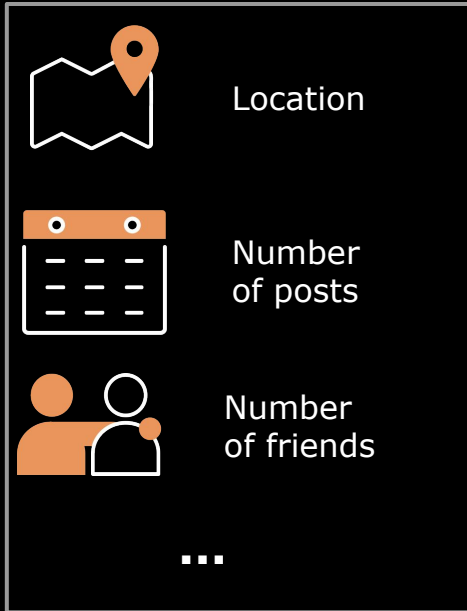 Location
Number
of posts
Number
of friends
...